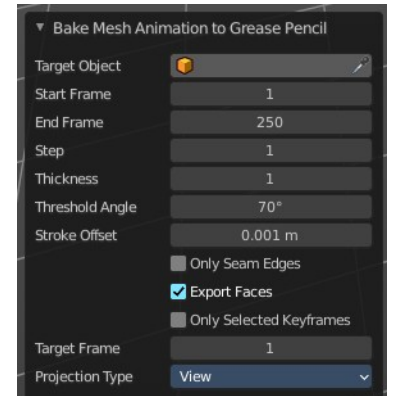 Bake Mesh Animation to Grease Pencil
Target Object
Start Frame 1
End Frame 250
Step 1
Thickness 1
Threshold Angle 70°
Stroke Offset 0.001 m
Only Seam Edges
Export Faces
Only Selected Keyframes
Target Frame 1
Projection Type View